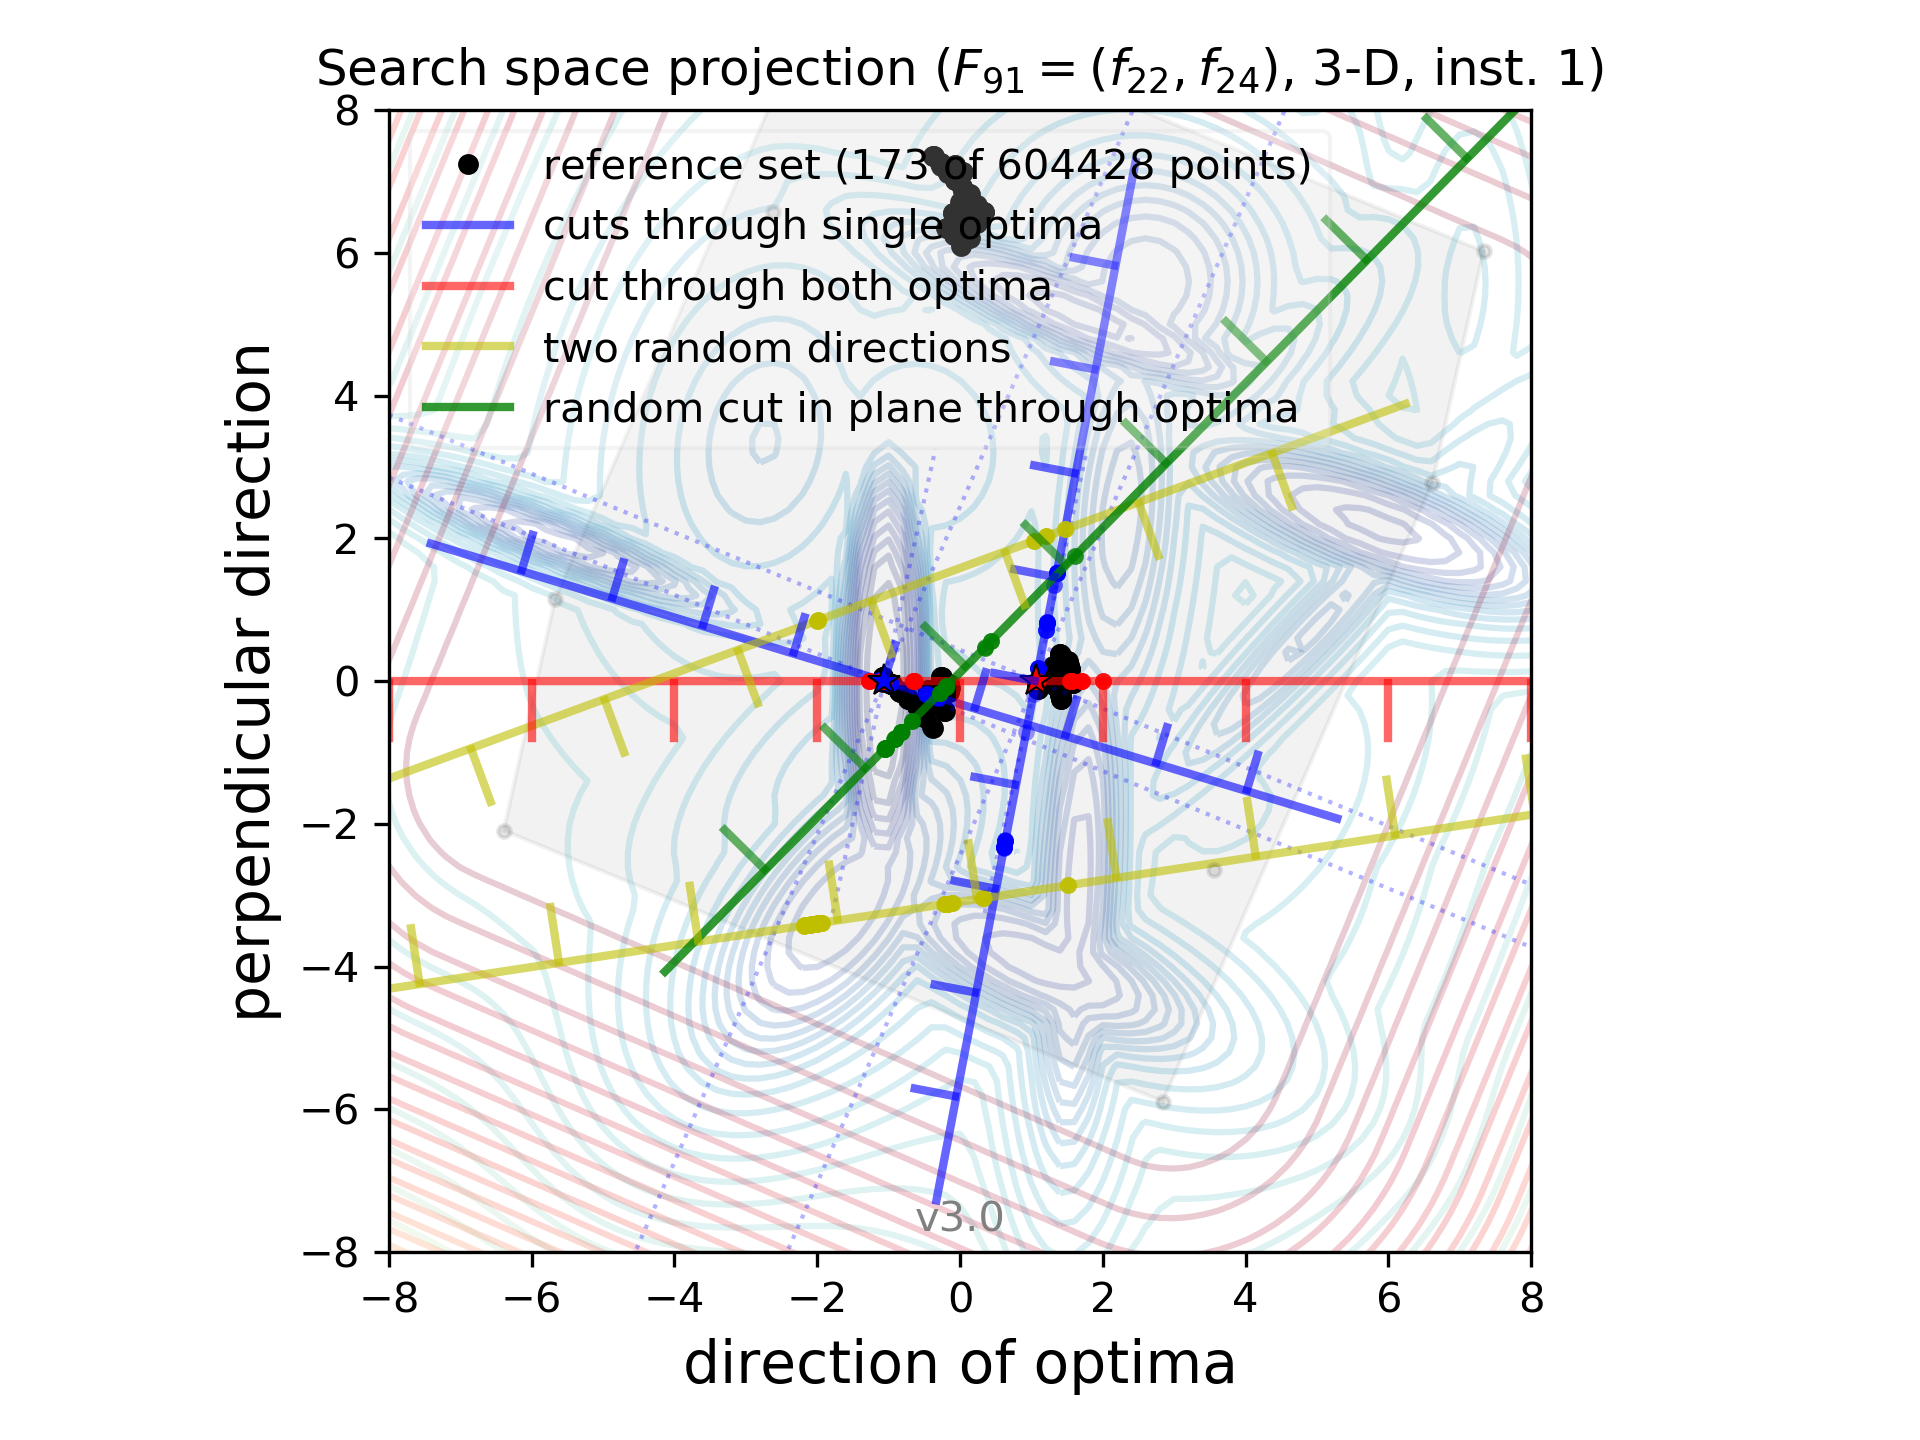 Search space projection (F91 = (f22, f24), 3-D, inst. 1)
reference set (173 of 604428 points)
cuts through single optima
cut through both optima
two random directions
random cut in plane through optima
perpendicular direction
8
6
4
2
0
−2
−4
−6
−8
v3.0
−8 −6 −4 −2 0 2 4 6 8
direction of optima